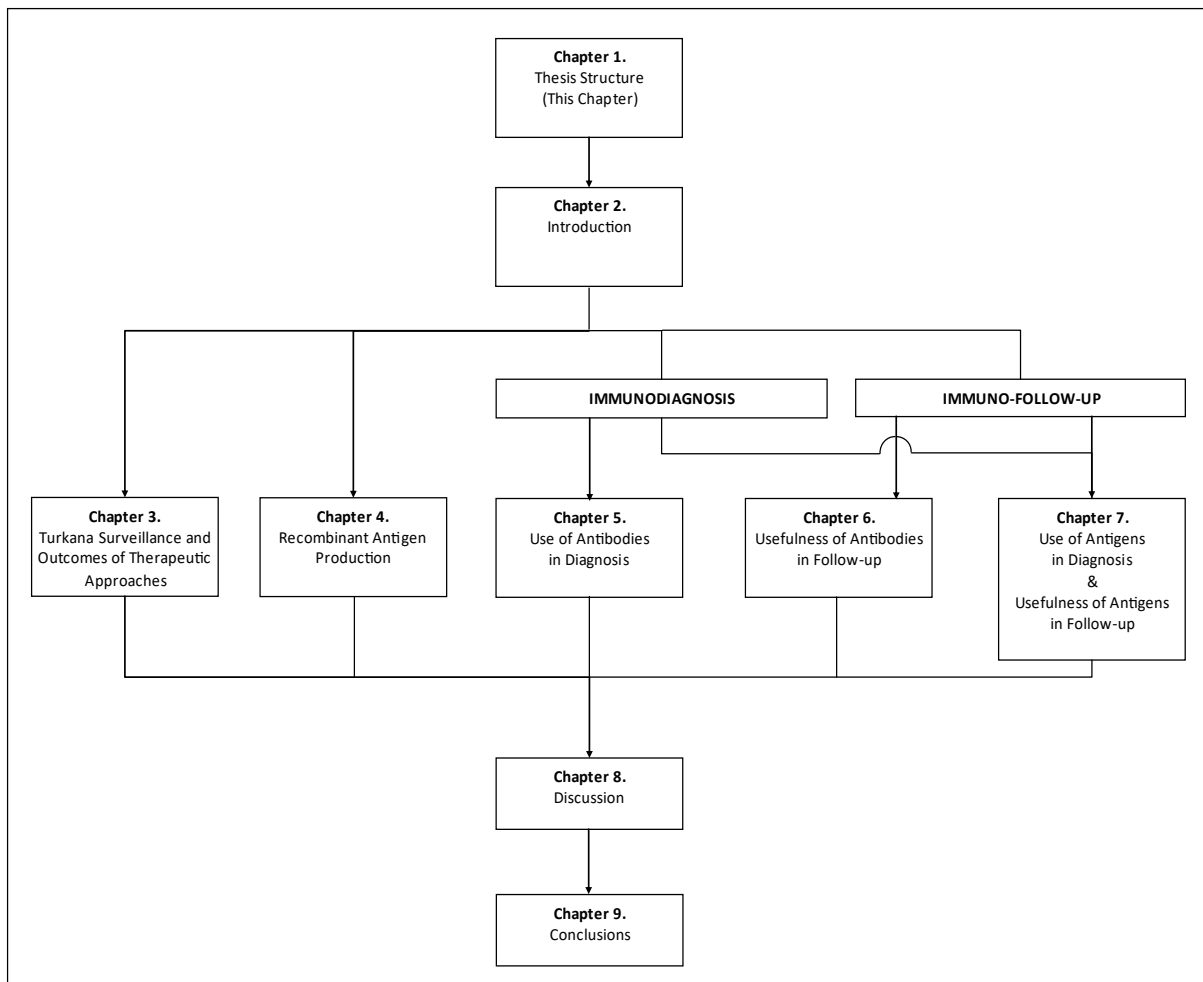 Chapter 1.
Thesis Structure
(This Chapter)
Chapter 2.
Introduction
IMMUNODIAGNOSIS
IMMUNO-FOLLOW-UP
Chapter 3.
Turkana Surveillance and
Outcomes of Therapeutic
Approaches
Chapter 4.
Recombinant Antigen
Production
Chapter 5.
Use of Antibodies
in Diagnosis
Chapter 6.
Usefulness of Antibodies
in Follow-up
Chapter 7.
Use of Antigens
in Diagnosis
&
Usefulness of Antigens
in Follow-up
Chapter 8.
Discussion
Chapter 9.
Conclusions